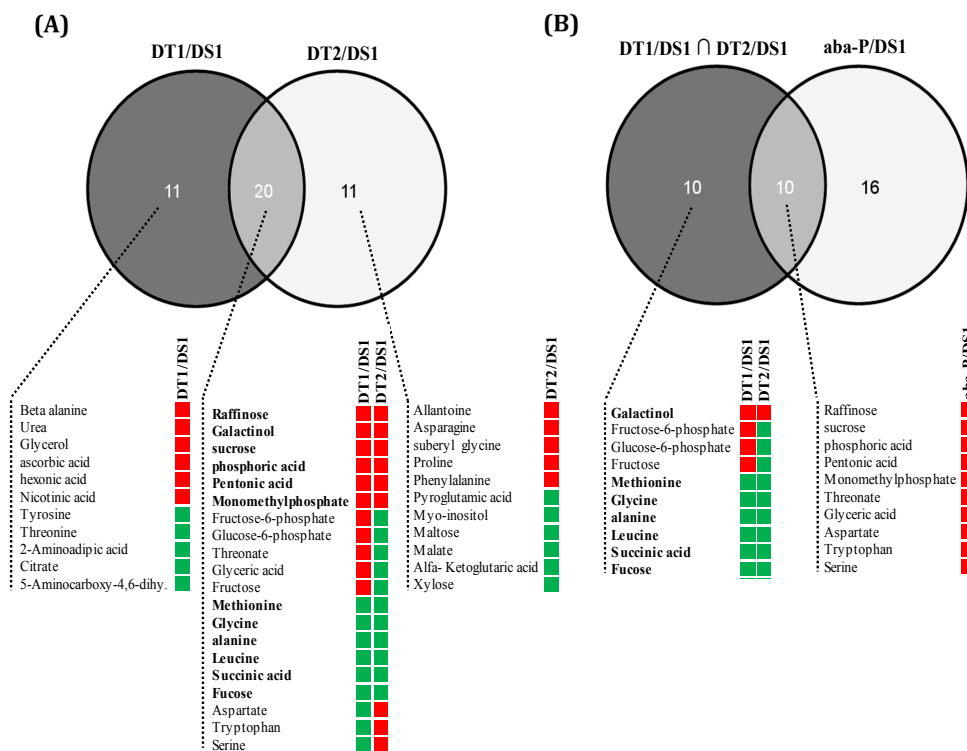 (A)
DT1/DS1
DT2/DS1
11
20
11
DT1/DS1
Beta alanine
Urea
Glycerol
ascorbic acid
hexonic acid
Nicotinic acid
Tyrosine
Threonine
2-Aminoadipic acid
Citrate
5-Aminocarboxy-4,6-dihy.
DT1/DS1
DT2/DS1
Raffinose
Galactinol
sucrose
phosphoric acid
Pentonic acid
Monomethylphosphate
Fructose-6-phosphate
Glucose-6-phosphate
Threonate
Glyceric acid
Fructose
Methionine
Glycine
alanine
Leucine
Succinic acid
Fucose
Aspartate
Tryptophan
Serine
DT2/DS1
Allantoine
Asparagine
suberyl glycine
Proline
Phenylalanine
Pyroglutamic acid
Myo-inositol
Maltose
Malate
Alfa- Ketoglutaric acid
Xylose
(B)
DT1/DS1 ∩ DT2/DS1
aba-P/DS1
10
10
16
DT1/DS1
DT2/DS1
Galactinol
Fructose-6-phosphate
Glucose-6-phosphate
Fructose
Methionine
Glycine
alanine
Leucine
Succinic acid
Fucose
aba-P/DS1
Raffinose
sucrose
phosphoric acid
Pentonic acid
Monomethylphosphate
Threonate
Glyceric acid
Aspartate
Tryptophan
Serine